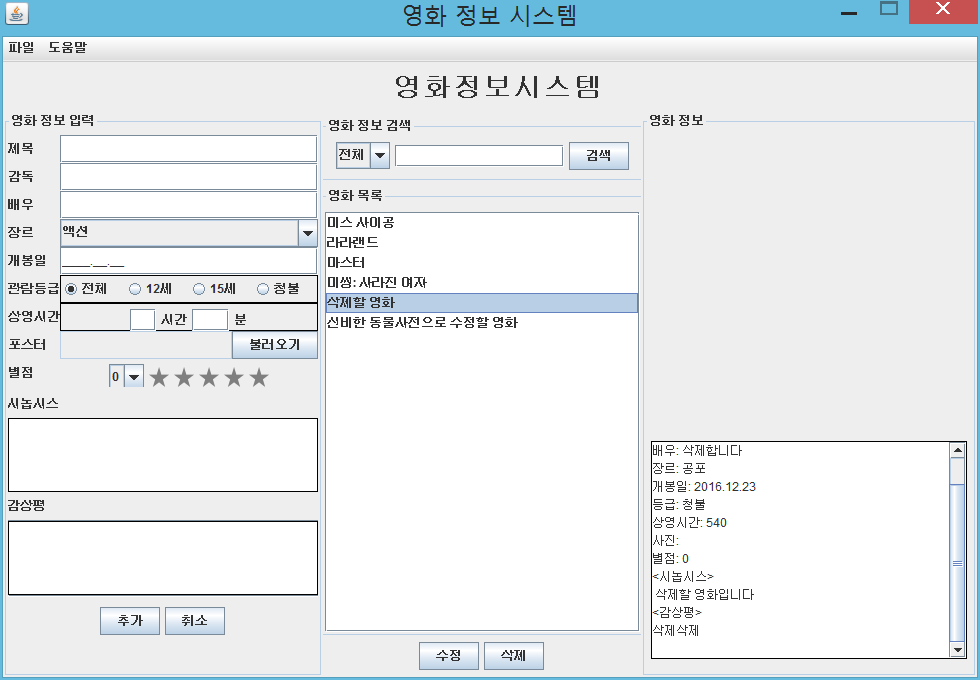 영화 정보 시스템
파일 도움말
영화정보시스템
영화 정보 입력
제목
감독
배우
장르 액션
개봉일 ____.__.__
관람등급 전체 12세 15세 청불
상영시간 시간 분
포스터 불러오기
별점 0 ★★★★★
시놉시스
감상평
추가 취소
영화 정보 검색
전체 검색
영화 목록
미스 사이공
라라랜드
마스터
미씽: 사라진 여자
삭제할 영화
신비한 동물사전으로 수정할 영화
수정 삭제
영화 정보
배우: 삭제합니다
장르: 공포
개봉일: 2016.12.23
등급: 청불
상영시간: 540
사진:
별점: 0
<시놉시스>
삭제할 영화입니다
<감상평>
삭제삭제